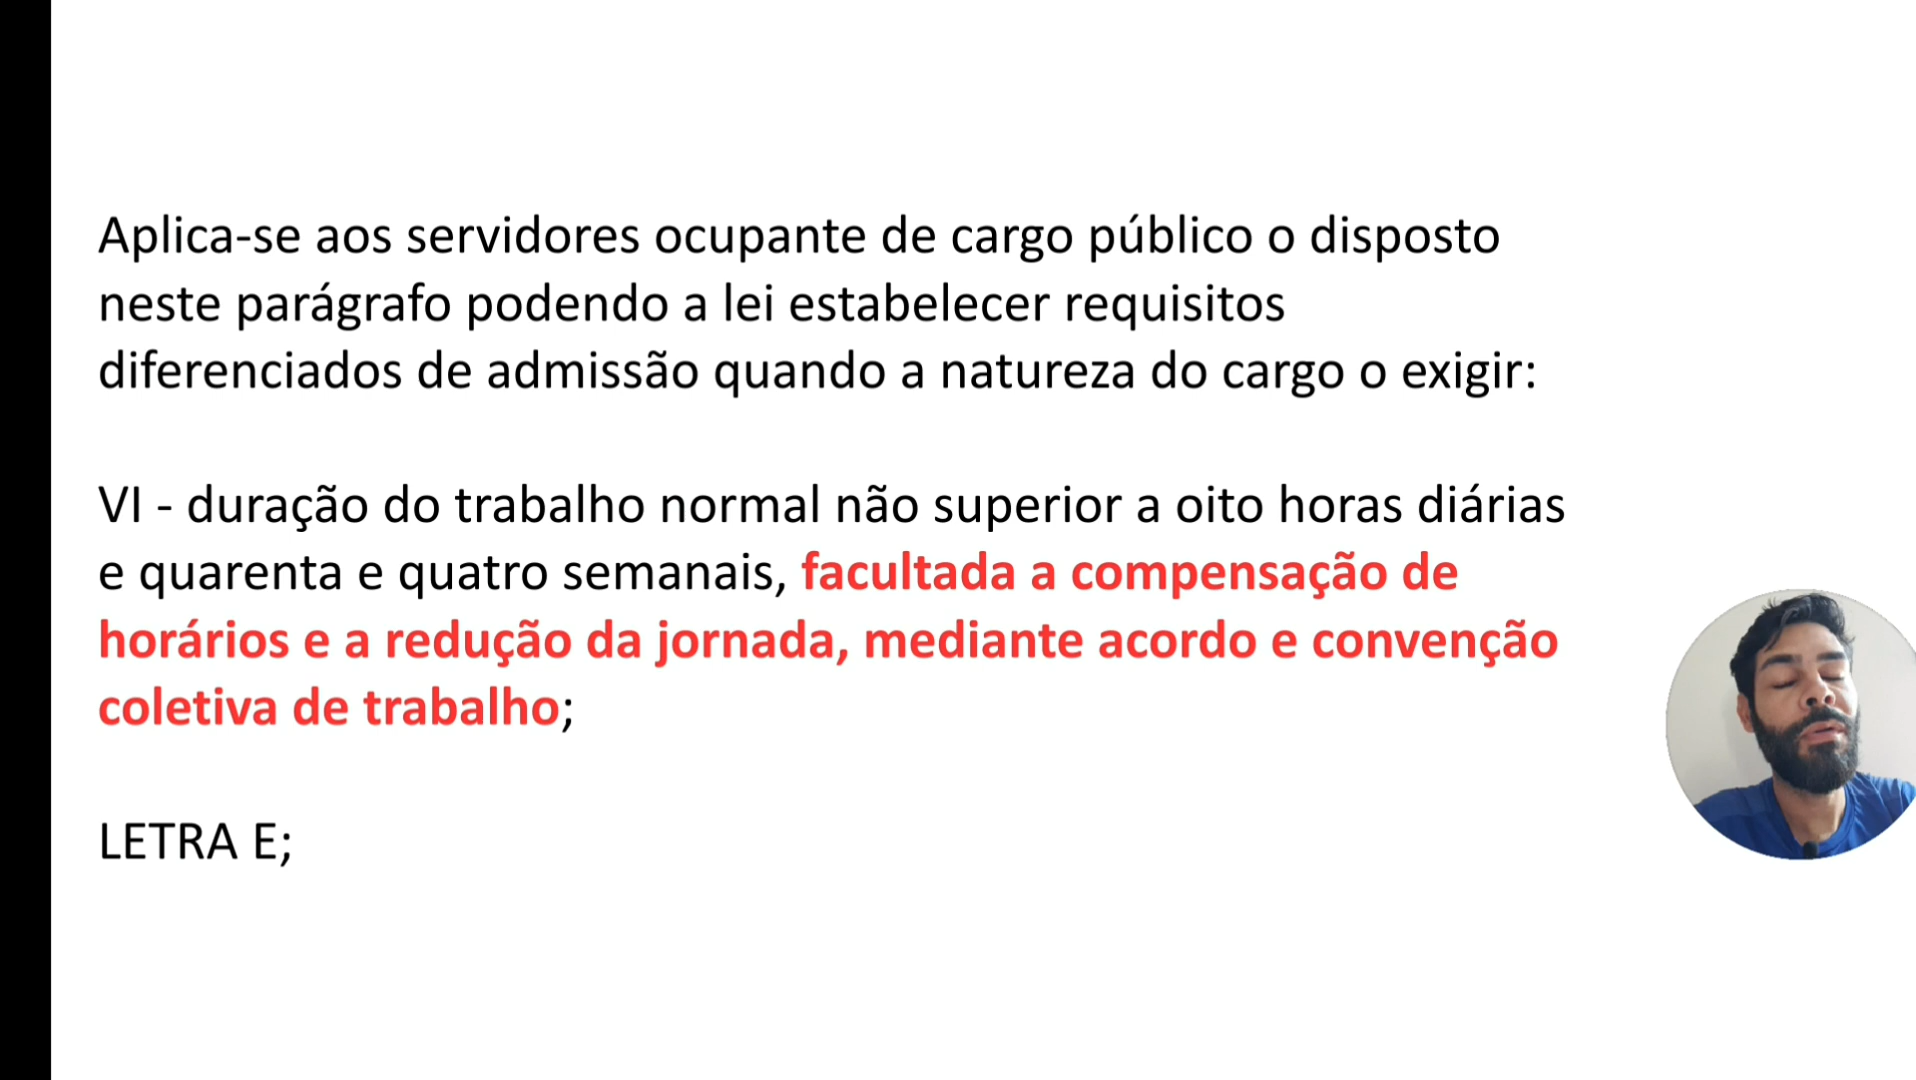 Aplica-se aos servidores ocupante de cargo público o disposto
neste parágrafo podendo a lei estabelecer requisitos
diferenciados de admissão quando a natureza do cargo o exigir:
VI - duração do trabalho normal não superior a oito horas diárias
e quarenta e quatro semanais, facultada a compensação de
horários e a redução da jornada, mediante acordo e convenção
coletiva de trabalho;
LETRA E;